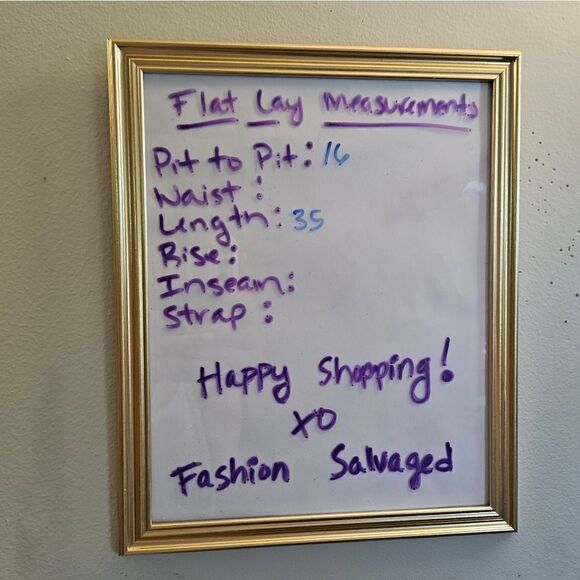 Flat Lay Measurements
Pit to Pit: 16
Waist:
Length: 35
Rise:
Inseam:
Strap:
Happy Shopping!
XO
Fashion Salvaged